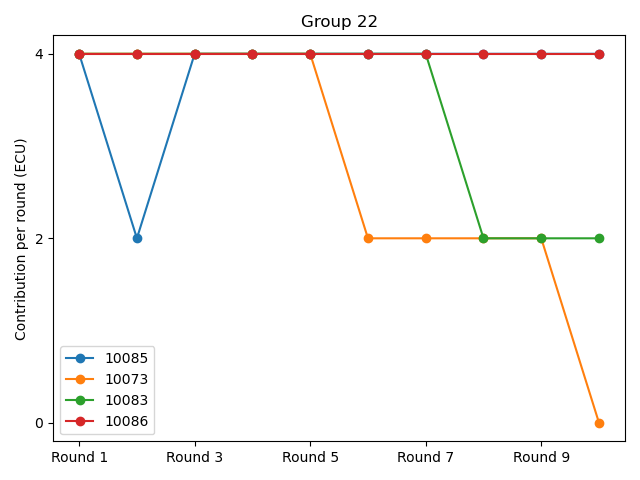 Group 22
Contribution per round (ECU)
4
2
0
Round 1
Round 3
Round 5
Round 7
Round 9
10085
10073
10083
10086